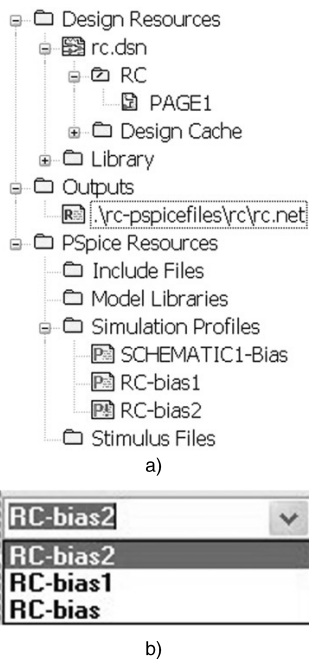 Design Resources
rc.dsn
RC
PAGE1
Design Cache
Library
Outputs
.\rc-pspicefiles\rc\rc.net
PSpice Resources
Include Files
Model Libraries
Simulation Profiles
SCHEMATIC1-Bias
RC-bias1
RC-bias2
Stimulus Files
a)
RC-bias2
RC-bias2
RC-bias1
RC-bias
b)